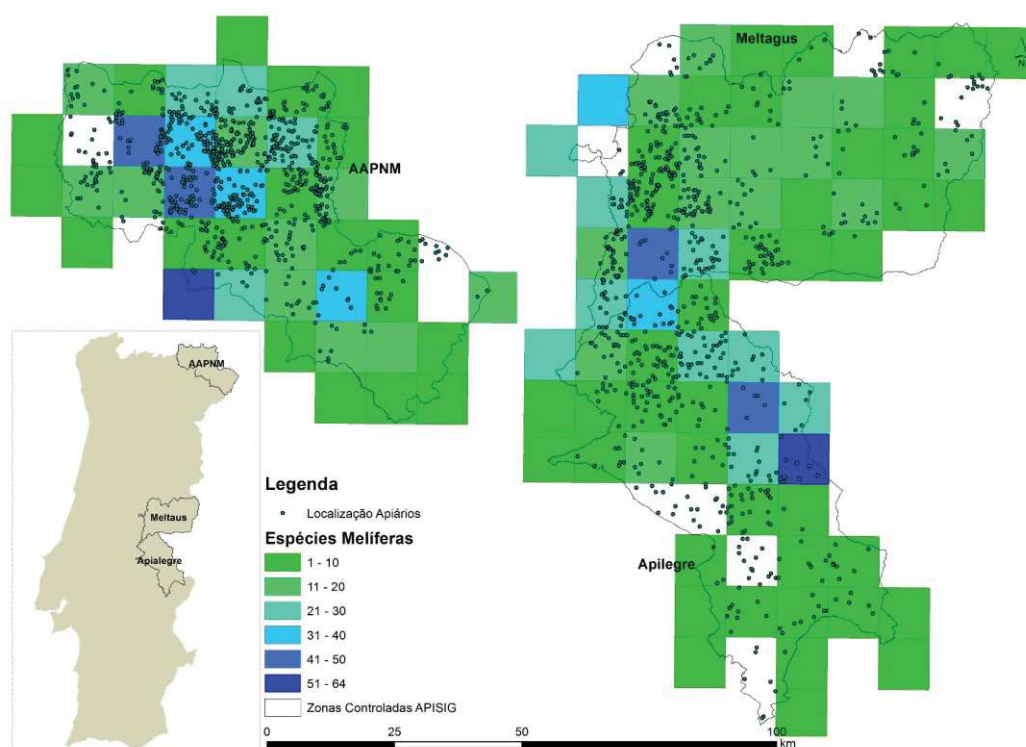 Meltagus
N
AAPNM
AAPNM
Meltaus
Apialegre
Legenda
Localização Apiários
Espécies Melíferas
1 - 10
11 - 20
21 - 30
31 - 40
41 - 50
51 - 64
Zonas Controladas APISIG
Apilegre
0 25 50 100
km